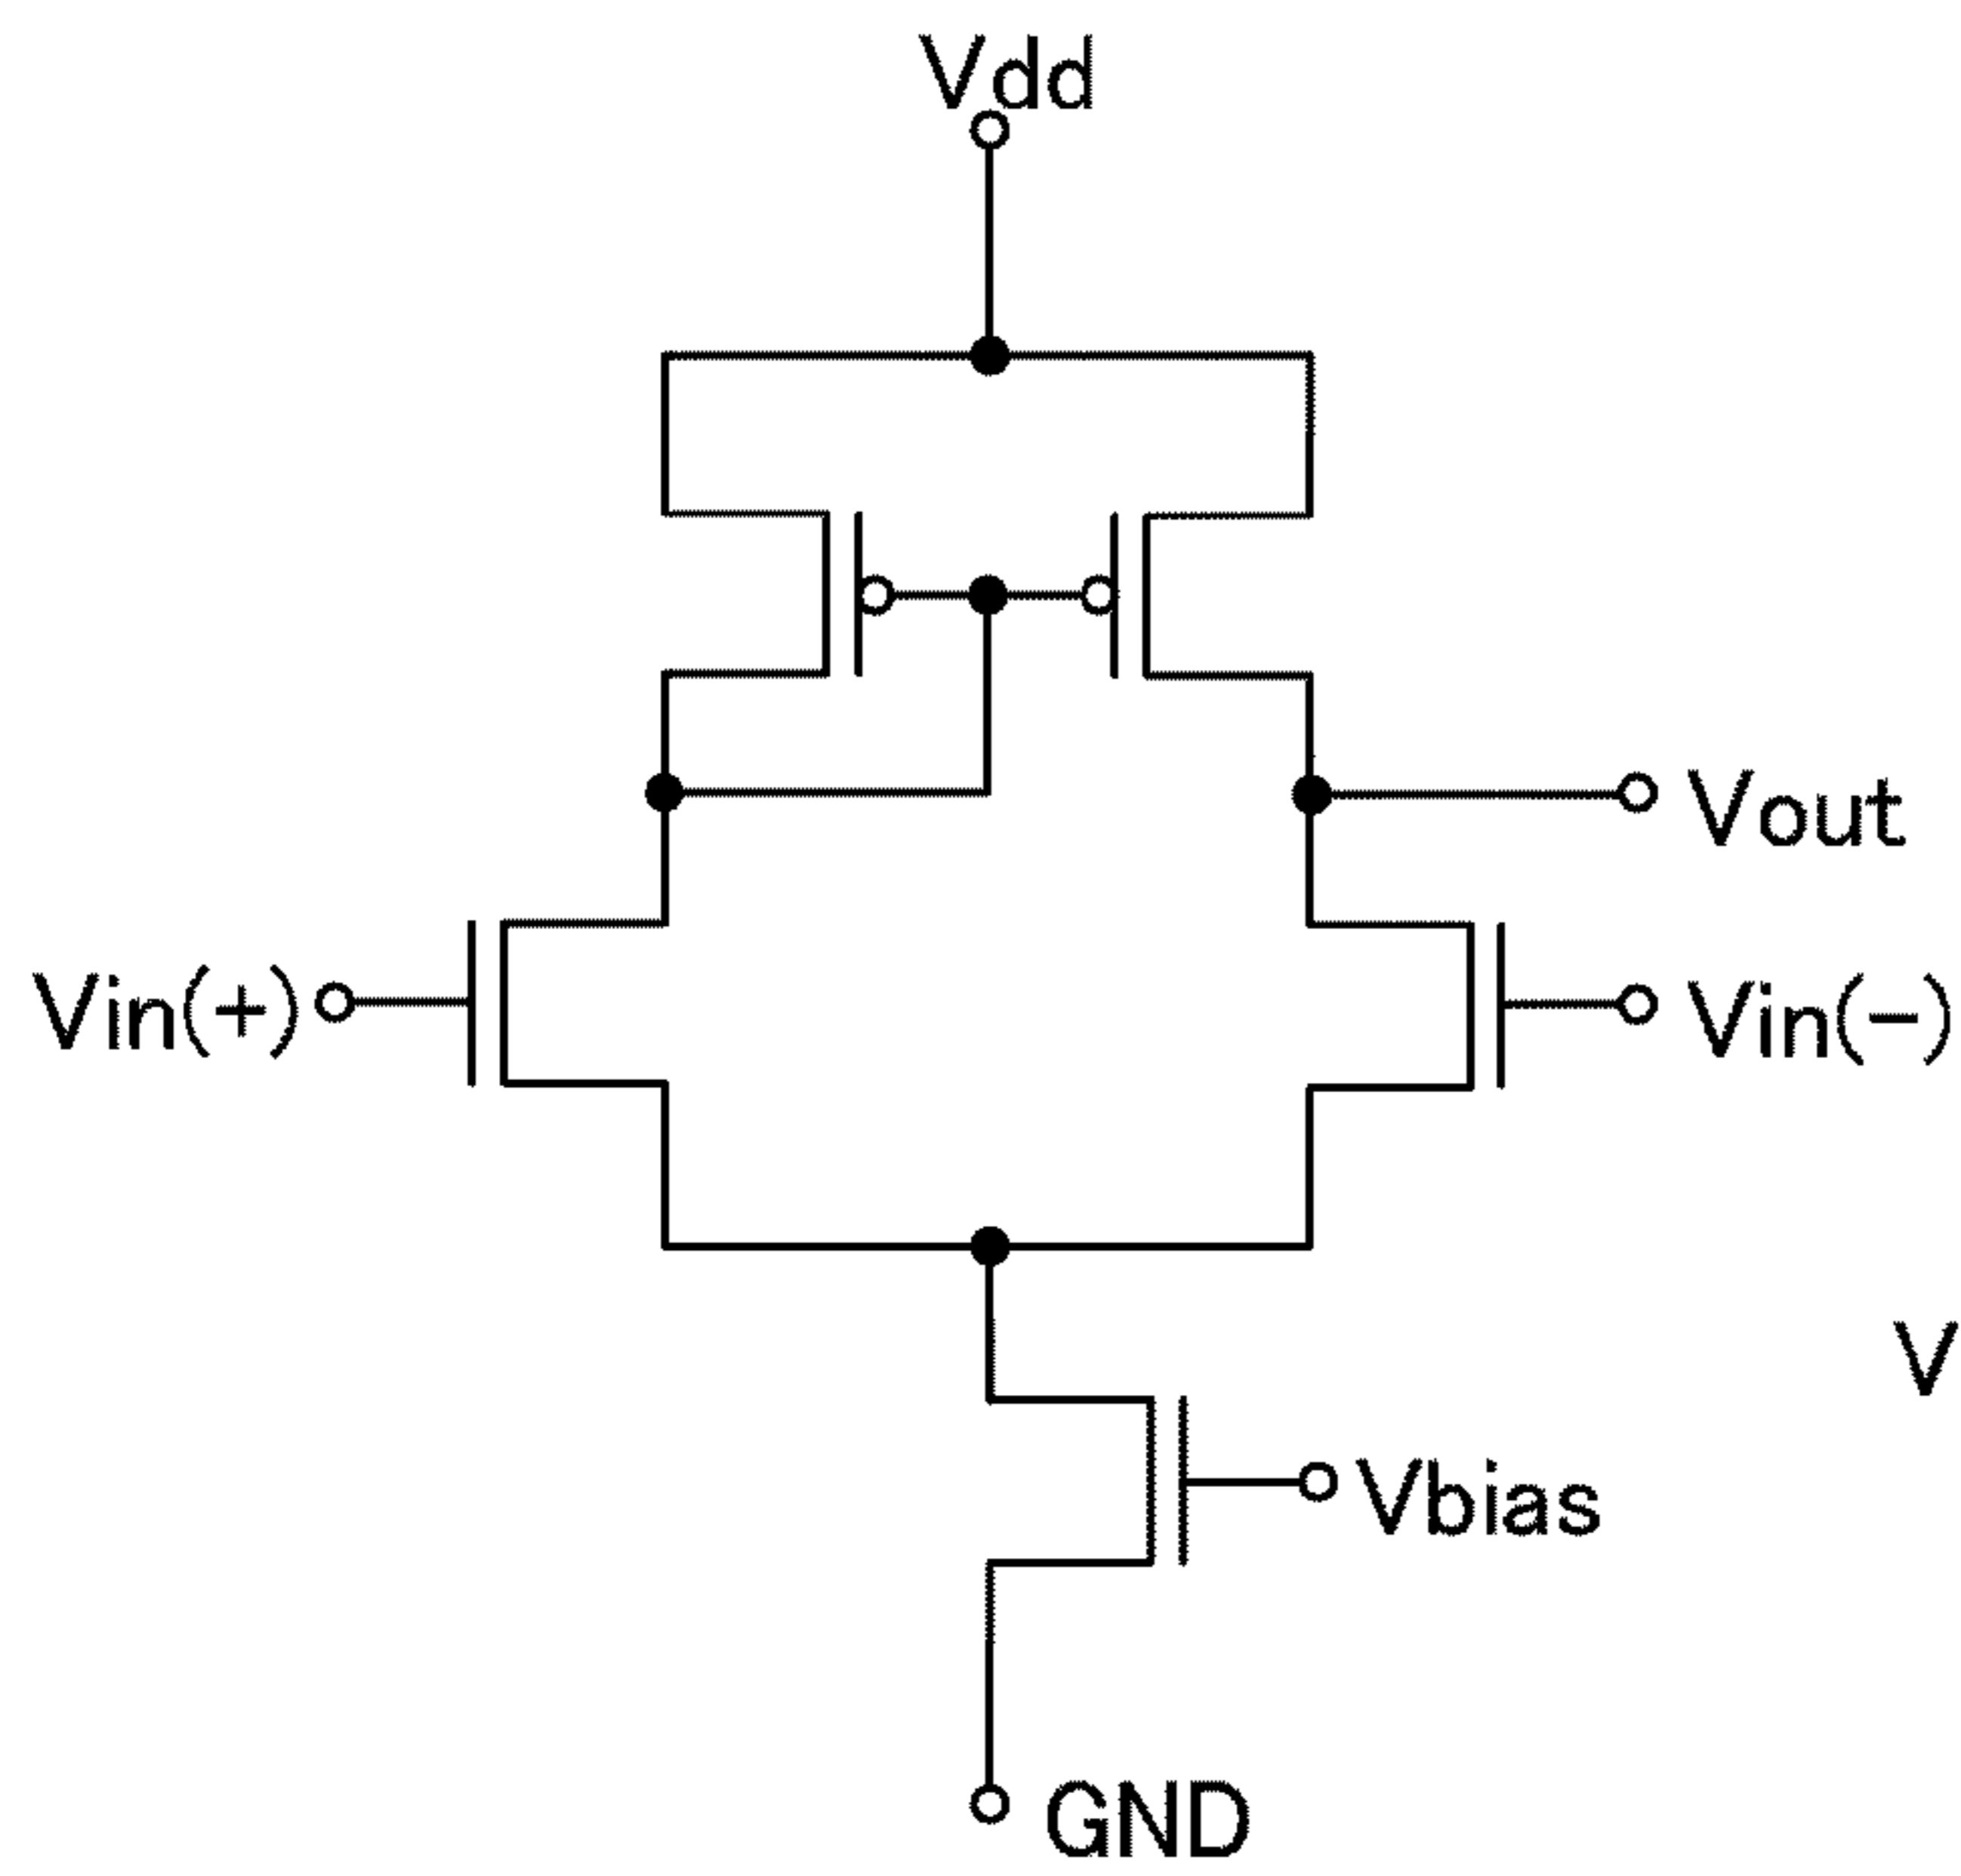 Vdd
Vout
Vin(+)
Vin(-)
V
Vbias
GND